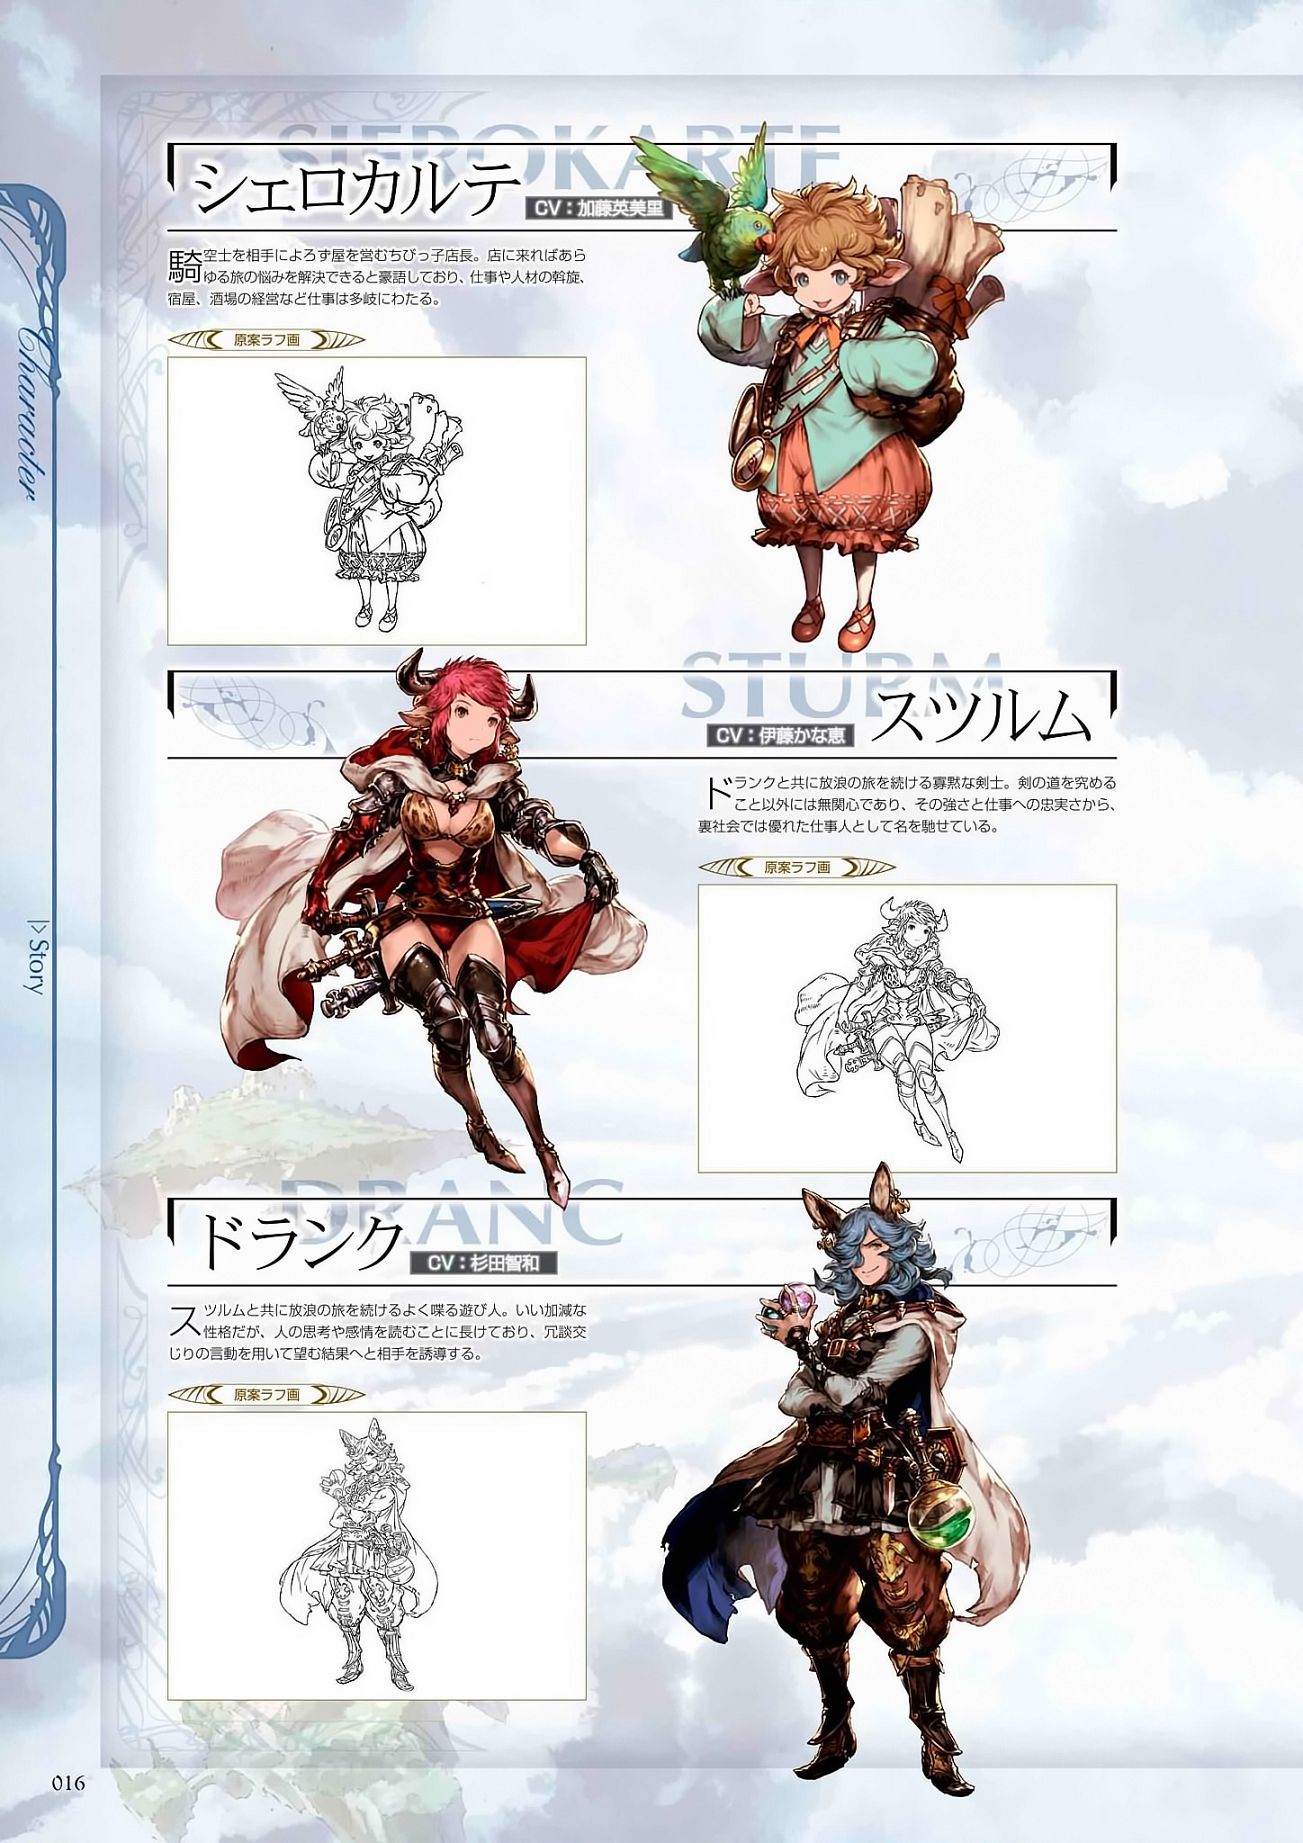 SIEROKARTE
シェロカルテ
CV：加藤英美里
騎空士を相手によろず屋を営むちびっ子店長。店に来ればあら
ゆる旅の悩みを解決できると豪語しており、仕事や人材の斡旋、
宿屋、酒場の経営など仕事は多岐にわたる。
原案ラフ画
STURM
スツルム
CV：伊藤かな恵
ドランクと共に放浪の旅を続ける寡黙な剣士。剣の道を究める
こと以外には無関心であり、その強さと仕事への忠実さから、
裏社会では優れた仕事人として名を馳せている。
原案ラフ画
DRANC
ドランク
CV：杉田智和
スツルムと共に放浪の旅を続けるよく喋る遊び人。いい加減な
性格だが、人の思考や感情を読むことに長けており、冗談交
じりの言動を用いて望む結果へと相手を誘導する。
原案ラフ画
Character
Story
016